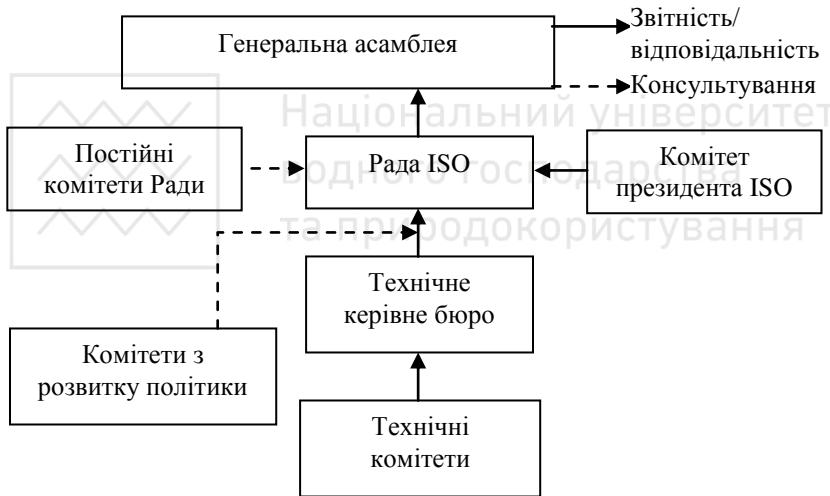 Генеральна асамблея
Звітність/
відповідальність
Консультування
Національний університет
водного господарства
та природокористування
Постійні
комітети Ради
Рада ISO
Комітет
президента ISO
Технічне
керівне бюро
Комітети з
розвитку політики
Технічні
комітети